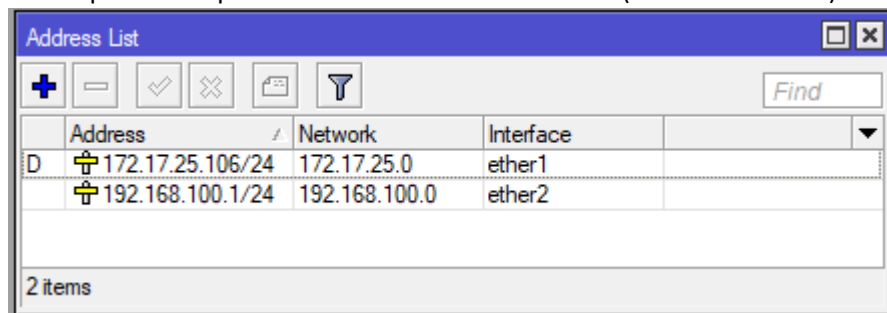 Address List
Find
Address Network Interface
D 172.17.25.106/24 172.17.25.0 ether1
192.168.100.1/24 192.168.100.0 ether2
2 items